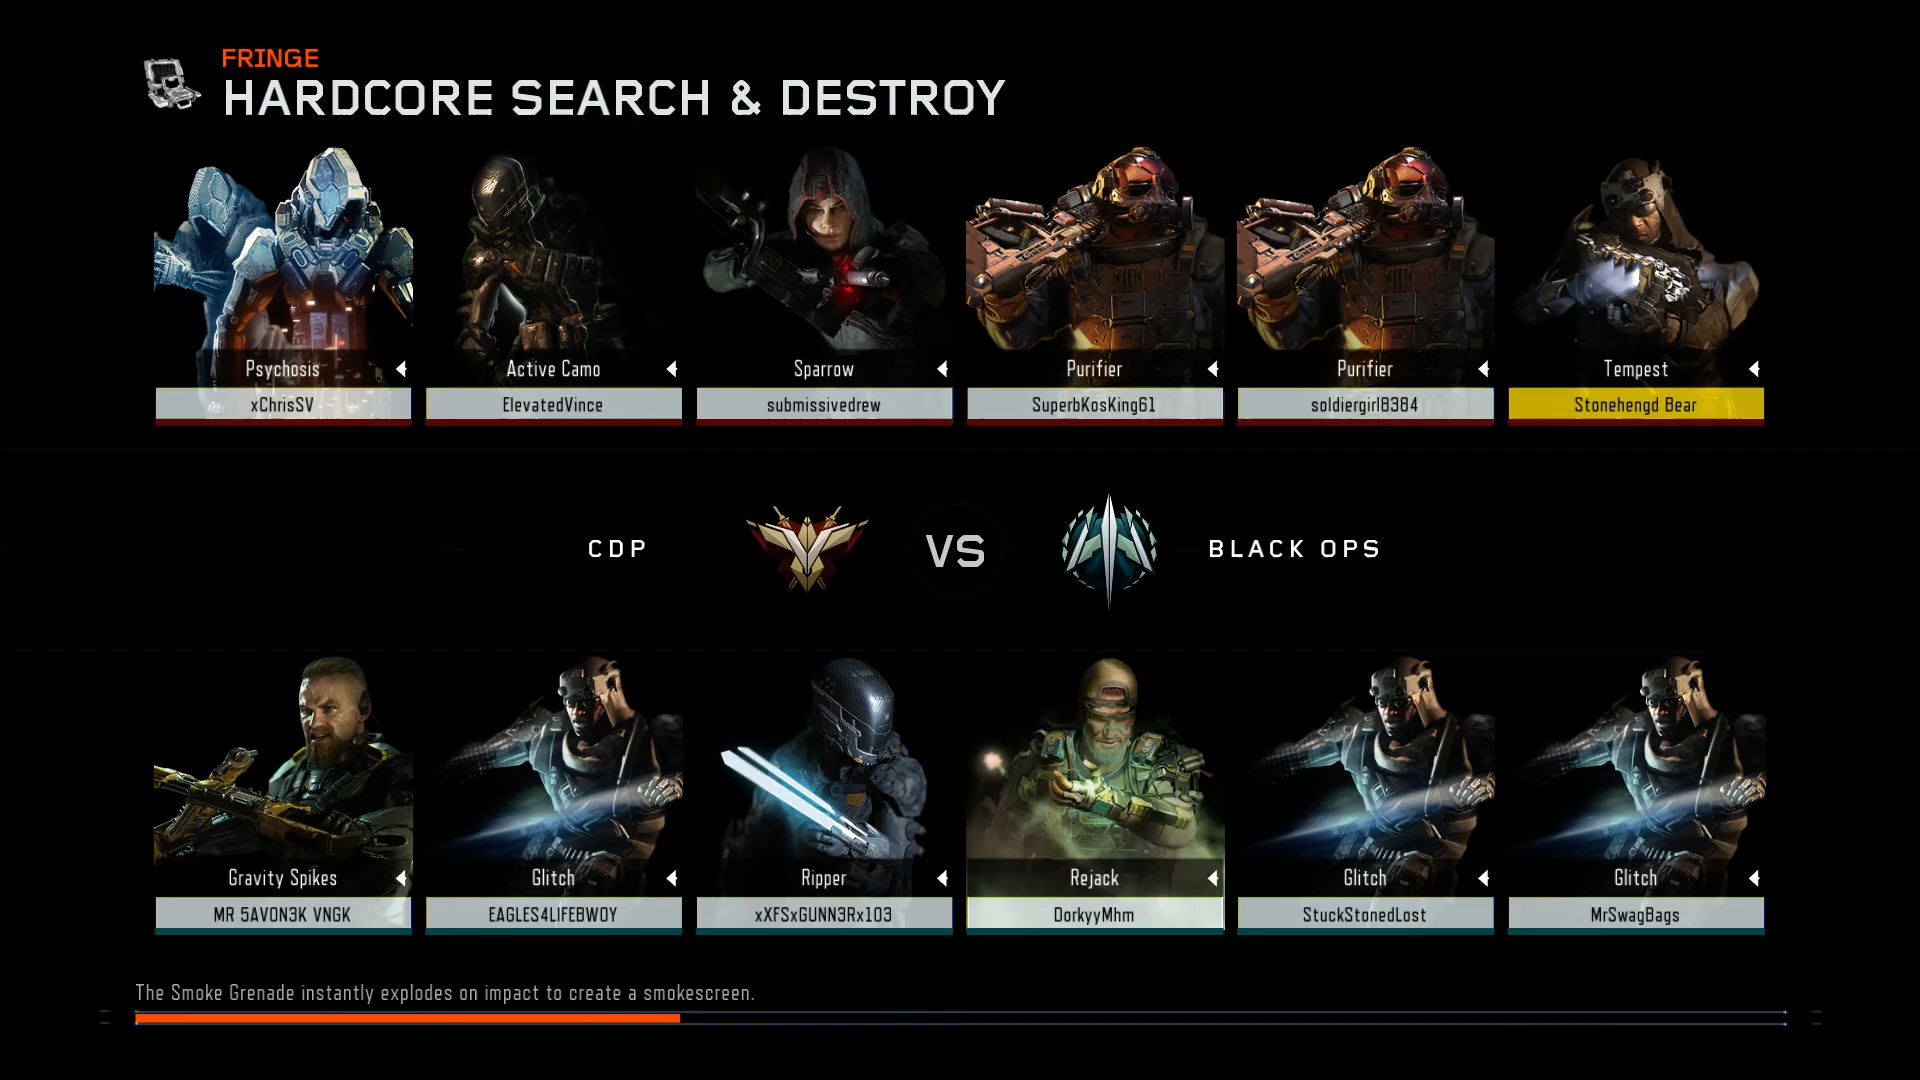 FRINGE
HARDCORE SEARCH & DESTROY
Psychosis
Active Camo
Sparrow
Purifier
Purifier
Tempest
xChrisSV
ElevatedVince
submissivedrew
SuperbKosKing61
soldiergirl8384
Stonehengd Bear
CDP
VS
BLACK OPS
Gravity Spikes
Glitch
Ripper
Rejack
Glitch
Glitch
MR 5AVON3K VNGK
EAGLES4LIFEBWOY
xXFSxGUNN3Rx103
DorkyyMhm
StuckStonedLost
MrSwagBags
The Smoke Grenade instantly explodes on impact to create a smokescreen.